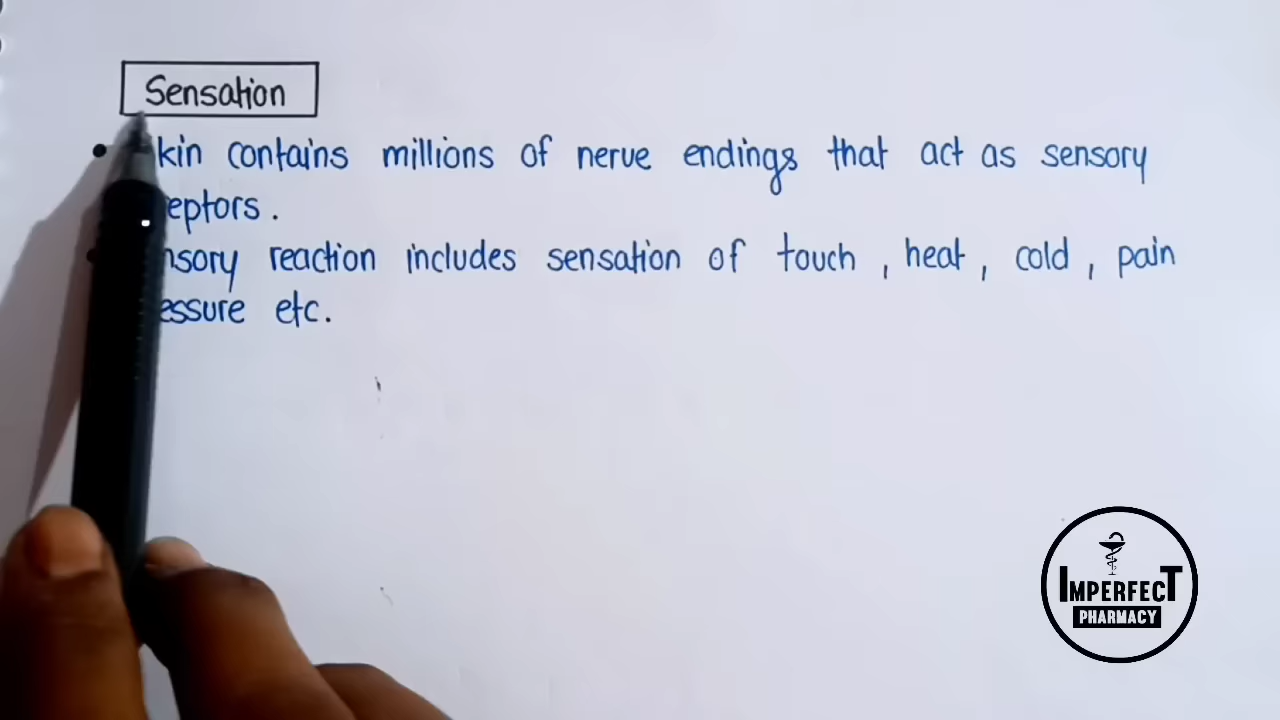 Sensation
kin contains millions of nerve endings that act as sensory
eptors.
nsory reaction includes sensation of touch, heat, cold, pain
essure etc.
IMPERFECT
PHARMACY